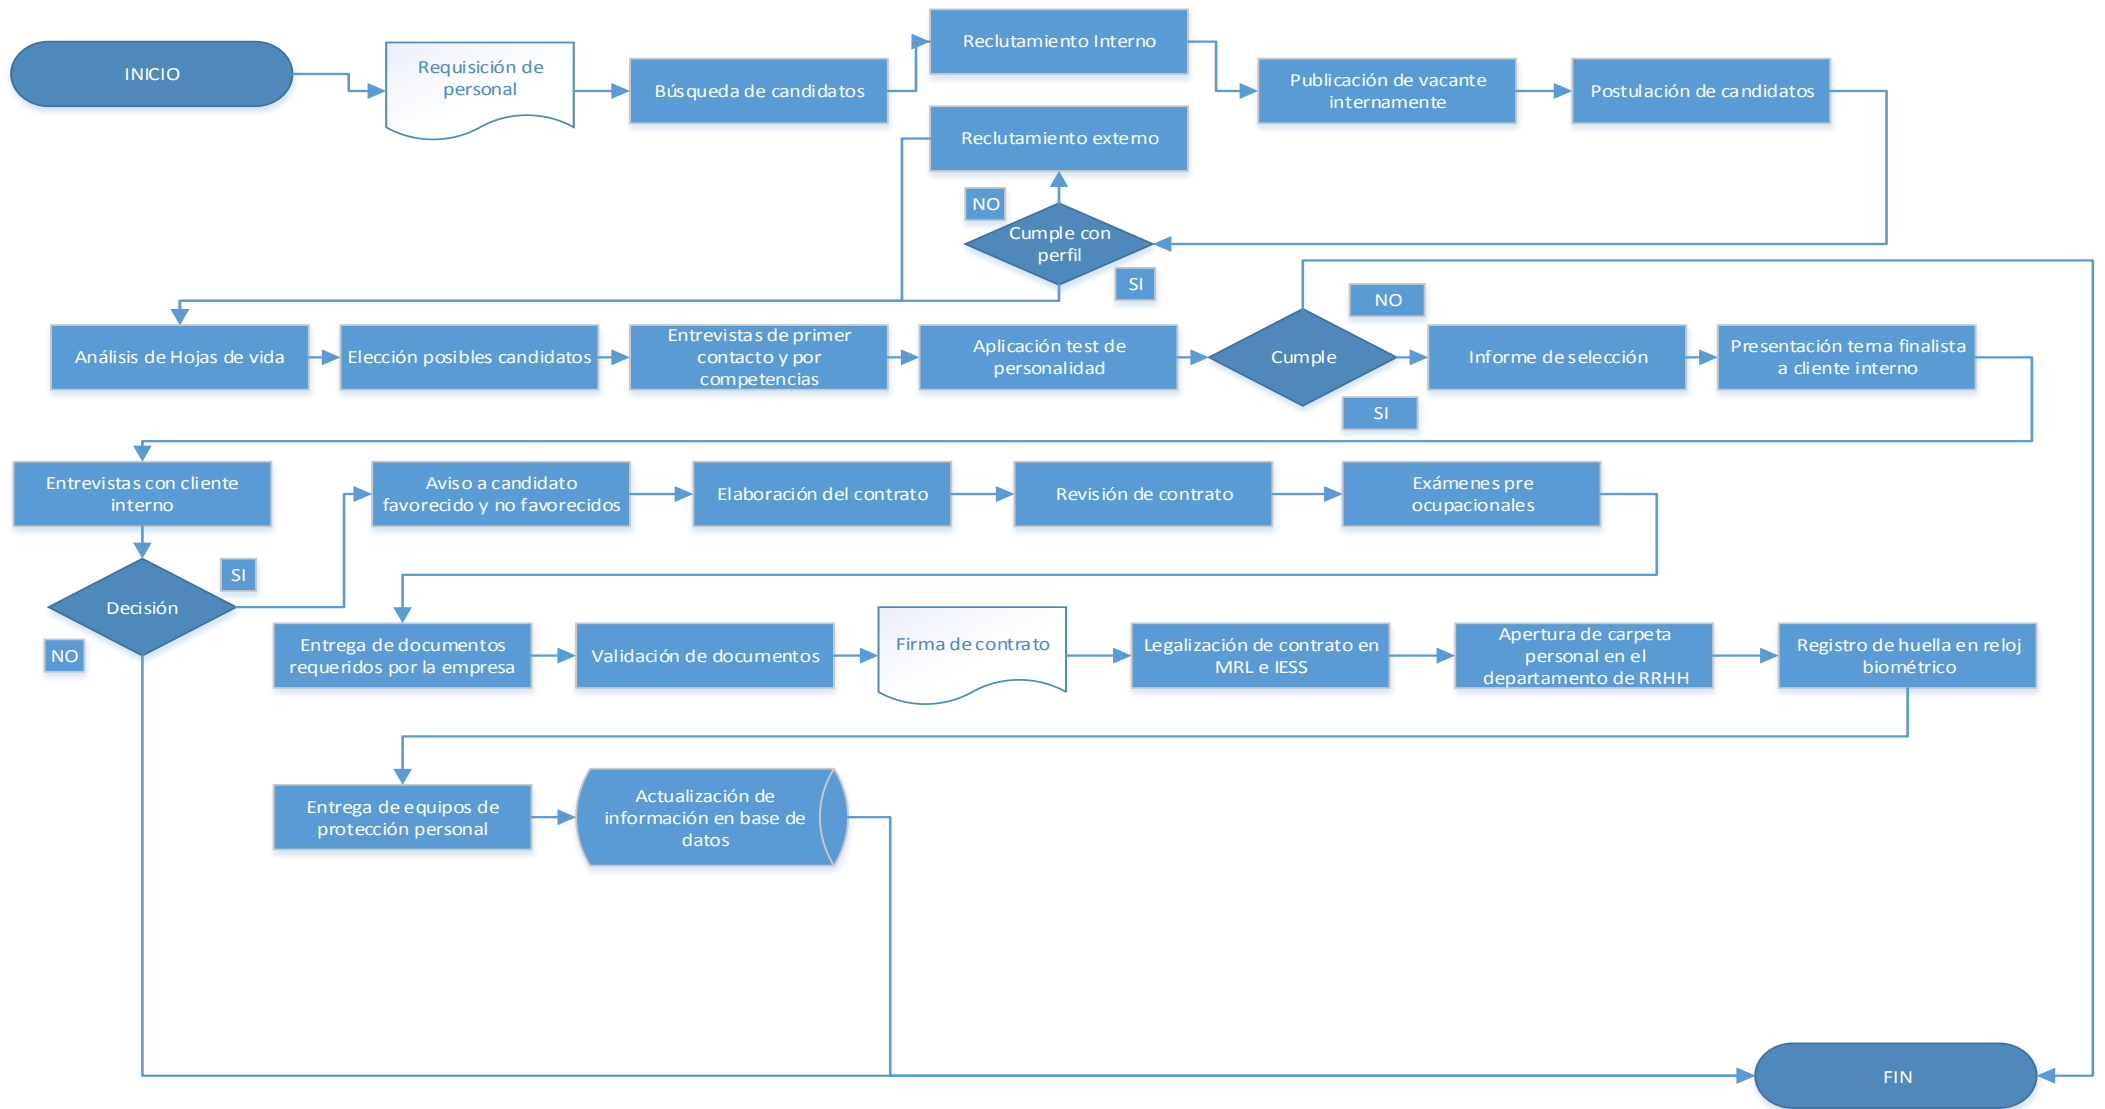 INICIO
Requisición de
personal
Búsqueda de candidatos
Reclutamiento Interno
Publicación de vacante
internamente
Postulación de candidatos
Reclutamiento externo
NO
Cumple con
perfil
SI
Análisis de Hojas de vida
Elección posibles candidatos
Entrevistas de primer
contacto y por
competencias
Aplicación test de
personalidad
Cumple
NO
SI
Informe de selección
Presentación terna finalista
a cliente interno
Entrevistas con cliente
interno
Aviso a candidato
favorecido y no favorecidos
Elaboración del contrato
Revisión de contrato
Exámenes pre
ocupacionales
SI
Decisión
NO
Entrega de documentos
requeridos por la empresa
Validación de documentos
Firma de contrato
Legalización de contrato en
MRL e IESS
Apertura de carpeta
personal en el
departamento de RRHH
Registro de huella en reloj
biométrico
Entrega de equipos de
protección personal
Actualización de
información en base de
datos
FIN